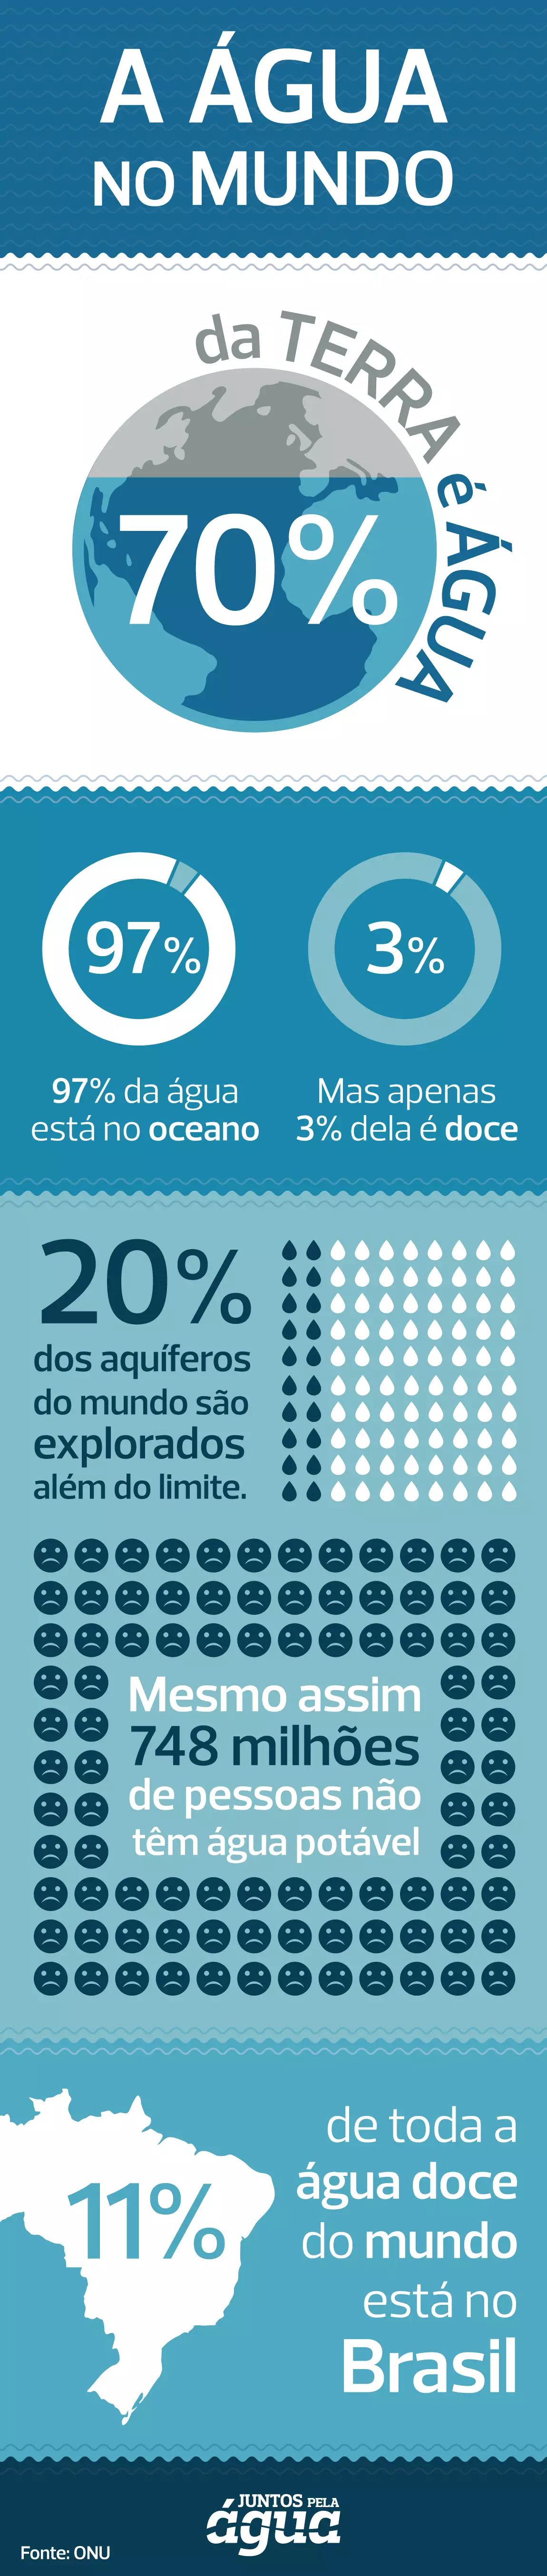 A ÁGUA
NO MUNDO
da TERRA é ÁGUA
70%
97%
3%
97% da água
está no oceano
Mas apenas
3% dela é doce
20%
dos aquíferos
do mundo são
explorados
além do limite.
Mesmo assim
748 milhões
de pessoas não
têm água potável
11%
de toda a
água doce
do mundo
está no
Brasil
JUNTOS PELA
água
Fonte: ONU